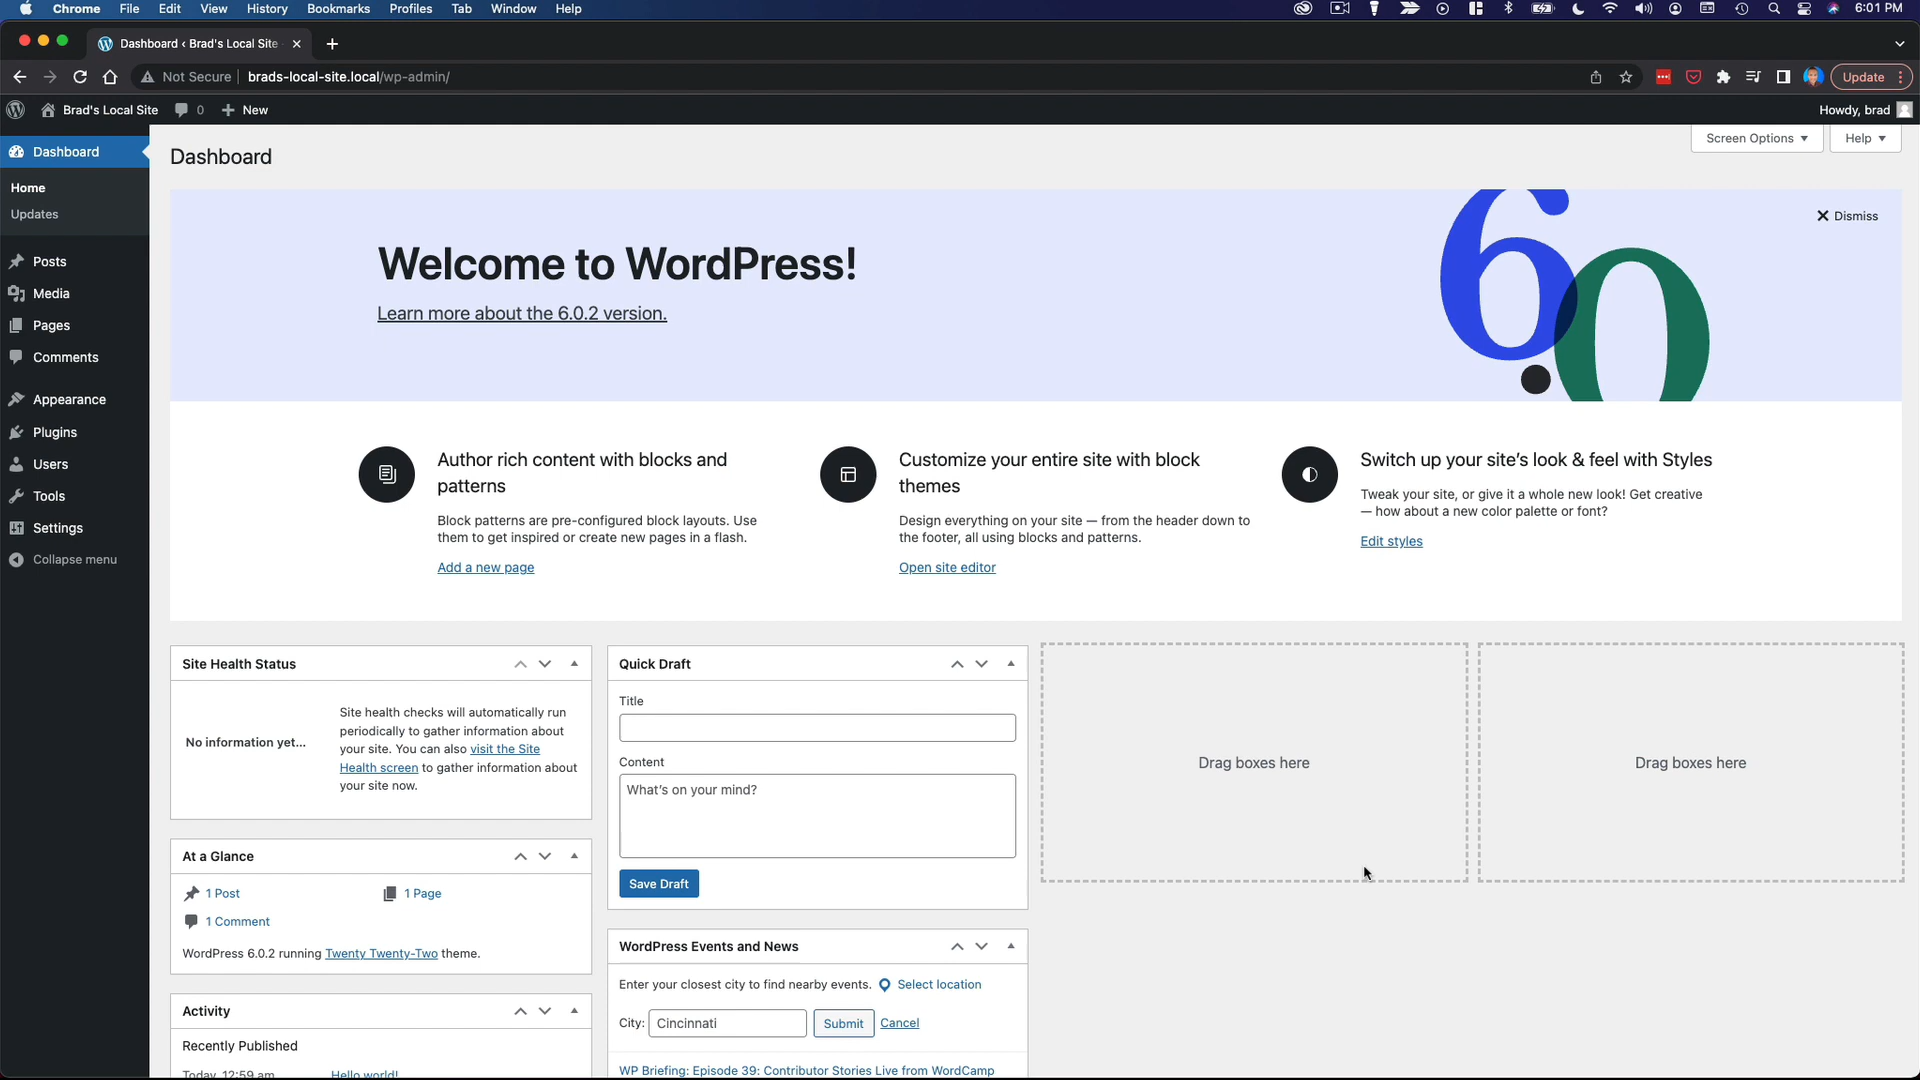 Chrome File Edit View History Bookmarks Profiles Tab Window Help
6:01 PM
Dashboard ‹ Brad's Local Site
Not Secure brads-local-site.local/wp-admin/
Update
Brad's Local Site 0 New
Howdy, brad
Dashboard
Home
Updates
Posts
Media
Pages
Comments
Appearance
Plugins
Users
Tools
Settings
Collapse menu
Dashboard
Screen Options
Help
Dismiss
Welcome to WordPress!
Learn more about the 6.0.2 version.
6.0
Author rich content with blocks and
patterns
Block patterns are pre-configured block layouts. Use
them to get inspired or create new pages in a flash.
Add a new page
Customize your entire site with block
themes
Design everything on your site — from the header down to
the footer, all using blocks and patterns.
Open site editor
Switch up your site's look & feel with Styles
Tweak your site, or give it a whole new look! Get creative
— how about a new color palette or font?
Edit styles
Site Health Status
No information yet...
Site health checks will automatically run
periodically to gather information about
your site. You can also visit the Site
Health screen to gather information about
your site now.
At a Glance
1 Post
1 Page
1 Comment
WordPress 6.0.2 running Twenty Twenty-Two theme.
Activity
Recently Published
Today, 12:59 am Hello world!
Quick Draft
Title
Content
What's on your mind?
Save Draft
WordPress Events and News
Enter your closest city to find nearby events. Select location
City: Cincinnati Submit Cancel
WP Briefing: Episode 39: Contributor Stories Live from WordCamp
Drag boxes here
Drag boxes here